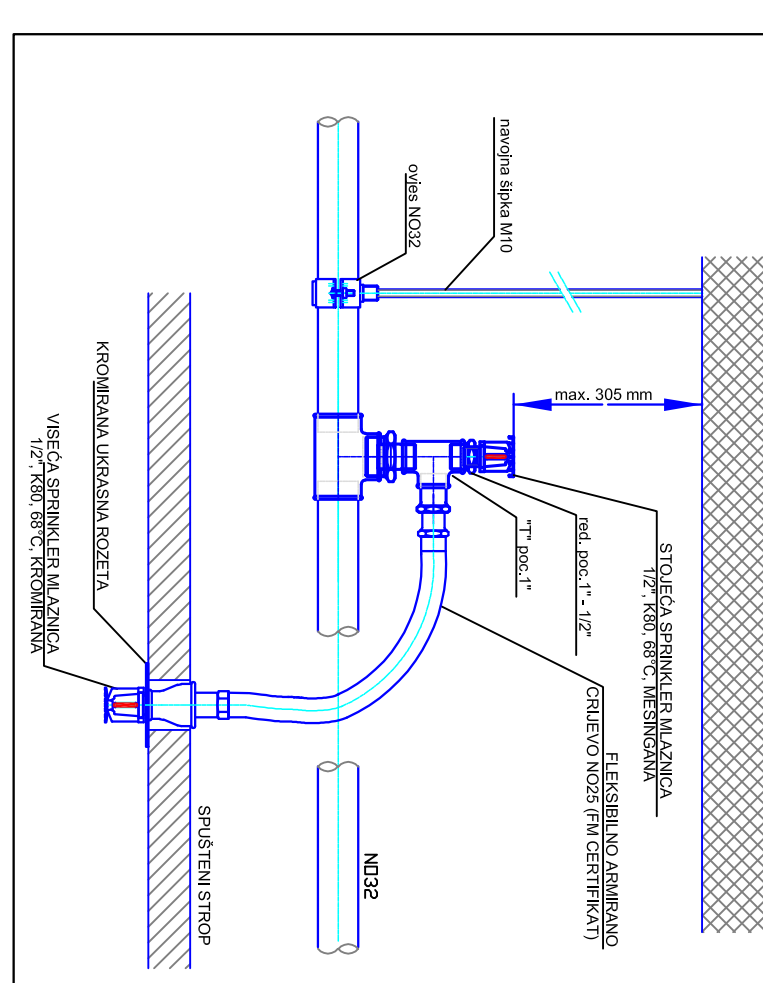 navojna šipka M10
ovjes NO32
max. 305 mm
STOJEĆA SPRINKLER MLAZNICA
1/2", K80, 68°C, MESINGANA
red. poc.1" - 1/2"
"T" poc.1"
FLEKSIBILNO ARMIRANO
CRIJEVO NO25 (FM CERTIFIKAT)
KROMIRANA UKRASNA ROZETA
VISEĆA SPRINKLER MLAZNICA
1/2", K80, 68°C, KROMIRANA
SPUŠTENI STROP
NO32